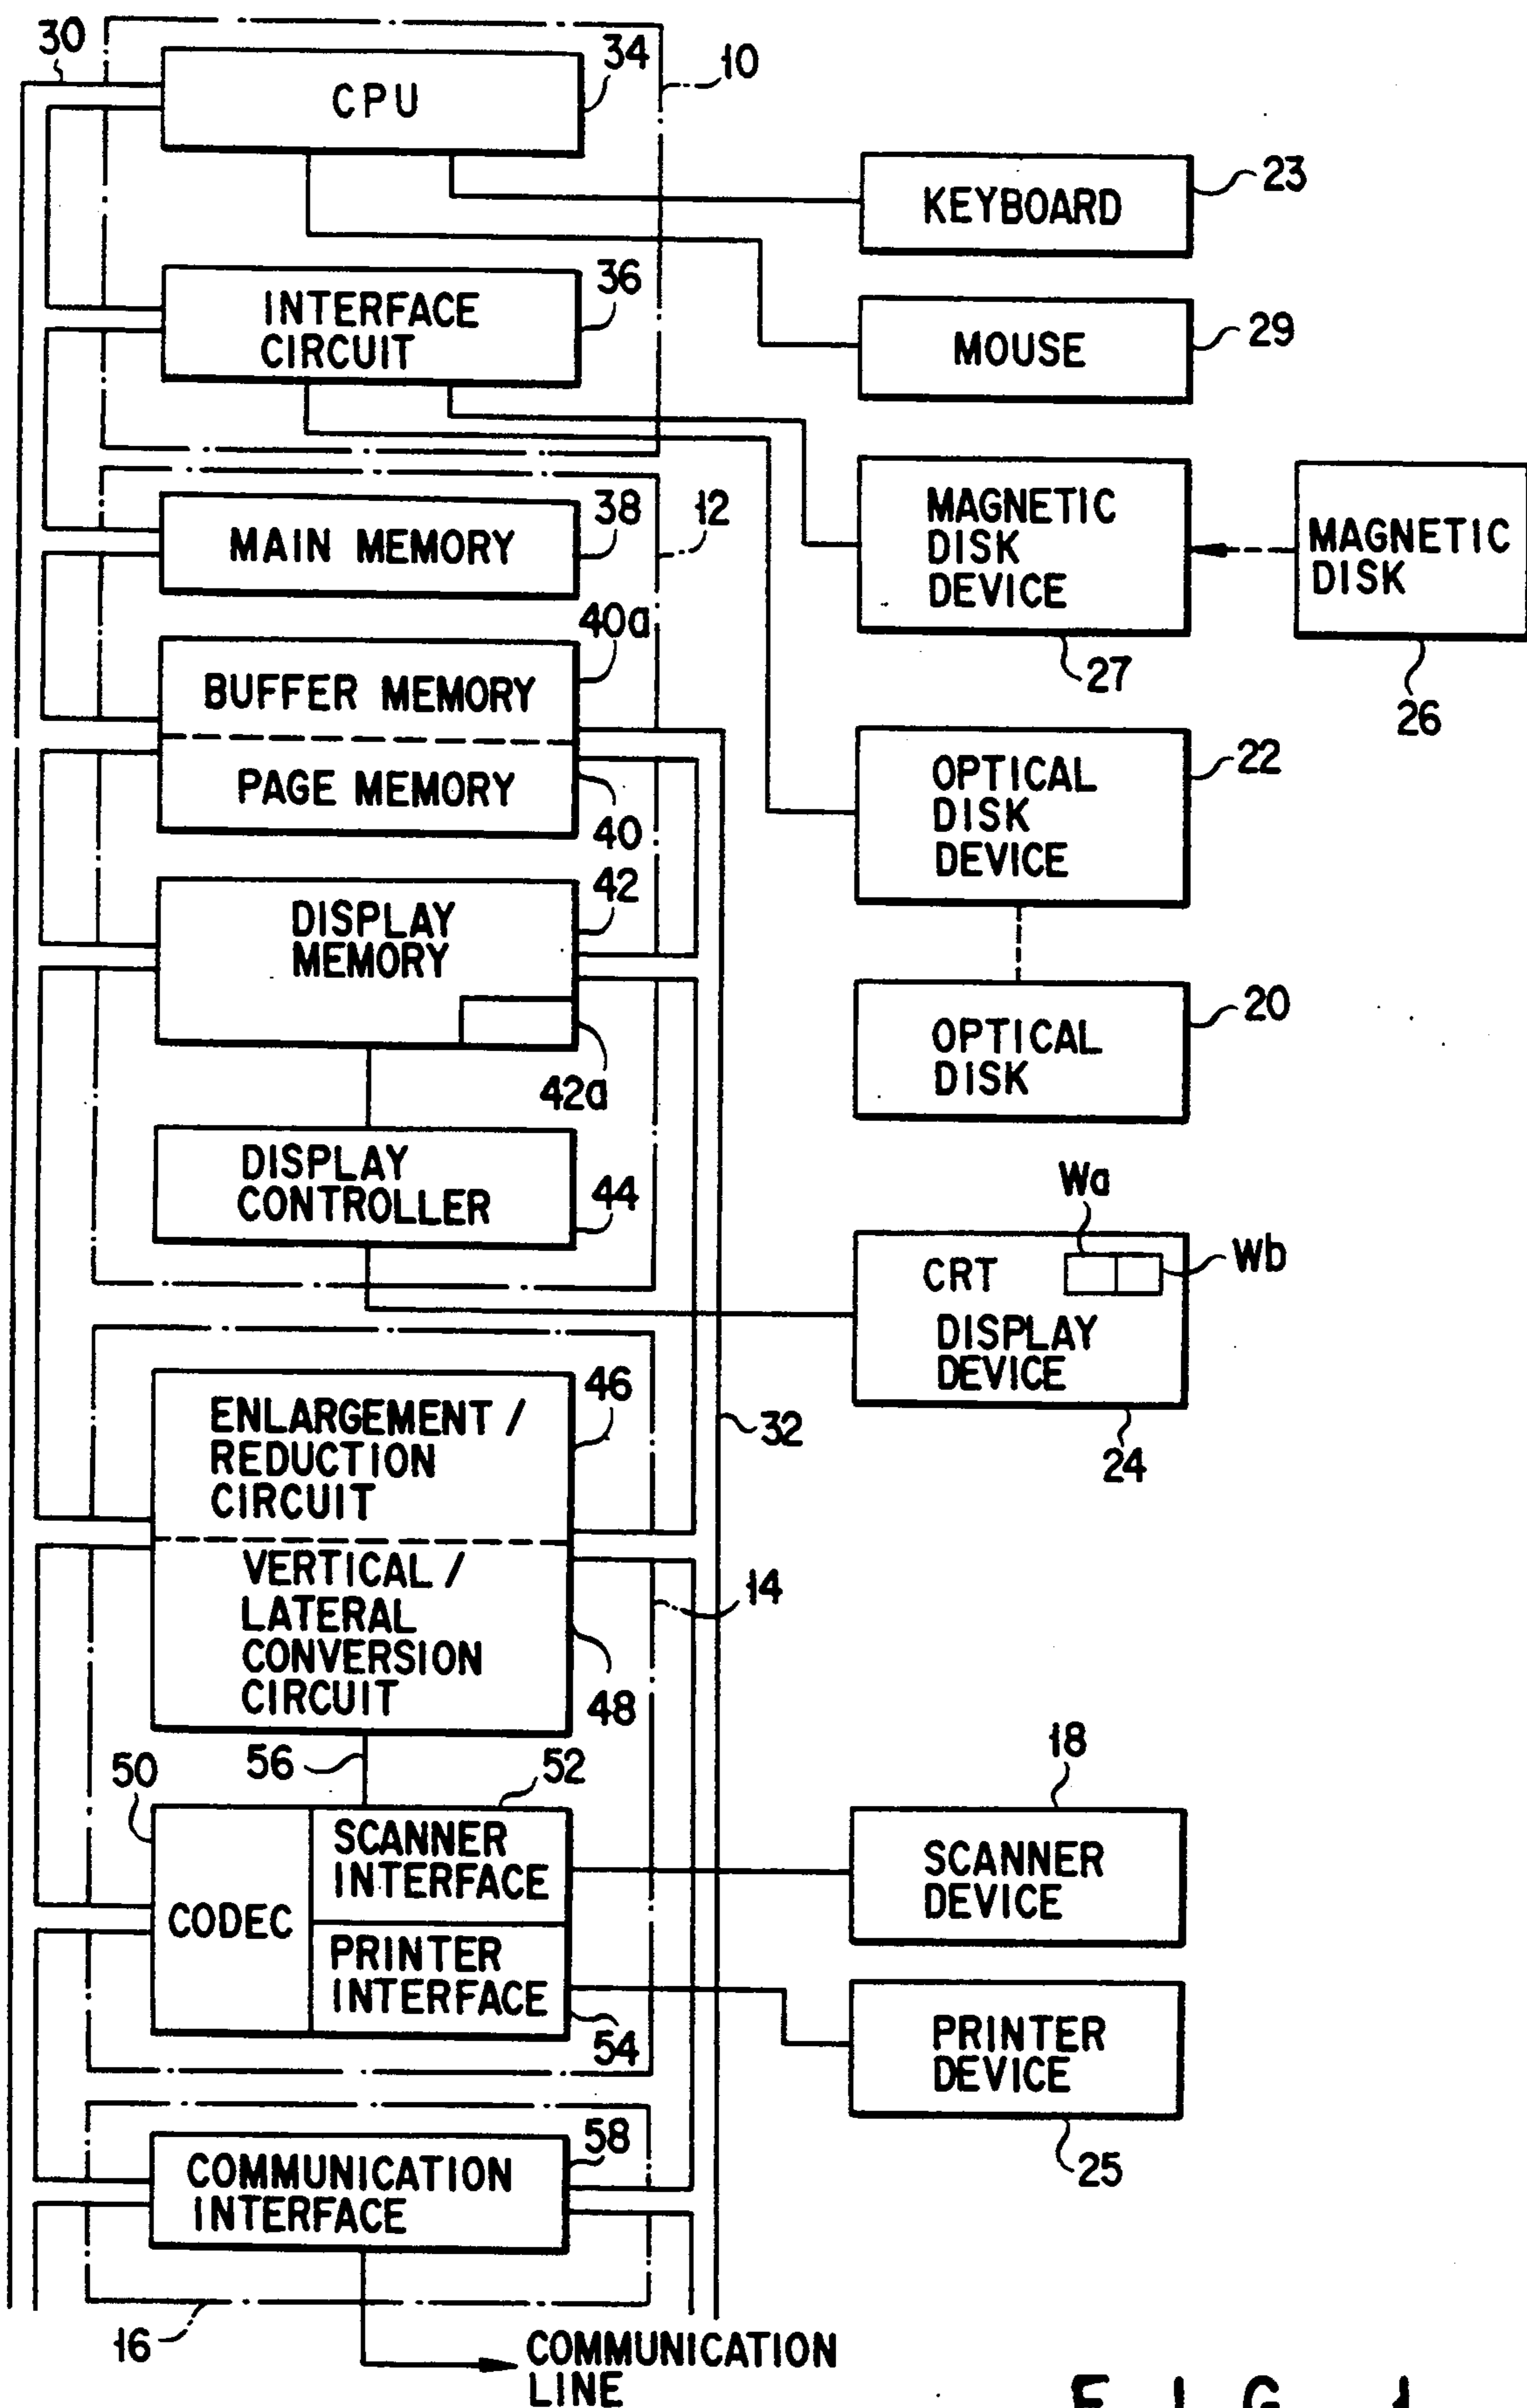 30
CPU
34
10
KEYBOARD
23
INTERFACE
CIRCUIT
36
MOUSE
29
MAIN MEMORY
38
12
MAGNETIC
DISK
DEVICE
27
MAGNETIC
DISK
26
BUFFER MEMORY
40a
PAGE MEMORY
40
OPTICAL
DISK
DEVICE
22
DISPLAY
MEMORY
42
42a
OPTICAL
DISK
20
DISPLAY
CONTROLLER
44
Wa
Wb
CRT
DISPLAY
DEVICE
24
ENLARGEMENT /
REDUCTION
CIRCUIT
46
32
VERTICAL /
LATERAL
CONVERSION
CIRCUIT
48
14
56
50
52
CODEC
SCANNER
INTERFACE
PRINTER
INTERFACE
54
18
SCANNER
DEVICE
PRINTER
DEVICE
25
COMMUNICATION
INTERFACE
58
16
COMMUNICATION
LINE
FIG. 1